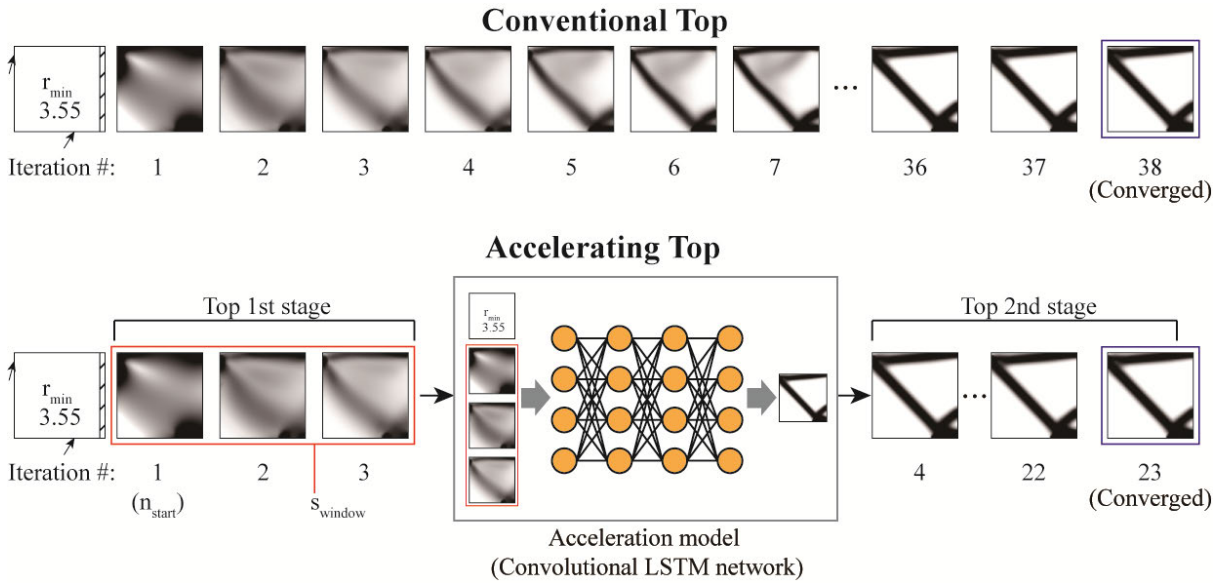 Conventional Top
r_min
3.55
...
Iteration #: 1 2 3 4 5 6 7 36 37 38
(Converged)
Accelerating Top
Top 1st stage
Top 2nd stage
r_min
3.55
r_min
3.55
...
Iteration #: 1 2 3 4 22 23
(n_start)
s_window
(Converged)
Acceleration model
(Convolutional LSTM network)